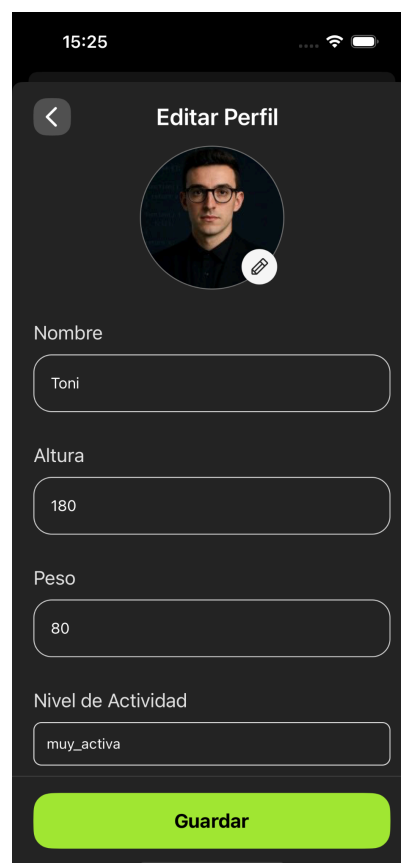 15:25
Editar Perfil
Nombre
Toni
Altura
180
Peso
80
Nivel de Actividad
muy_activa
Guardar